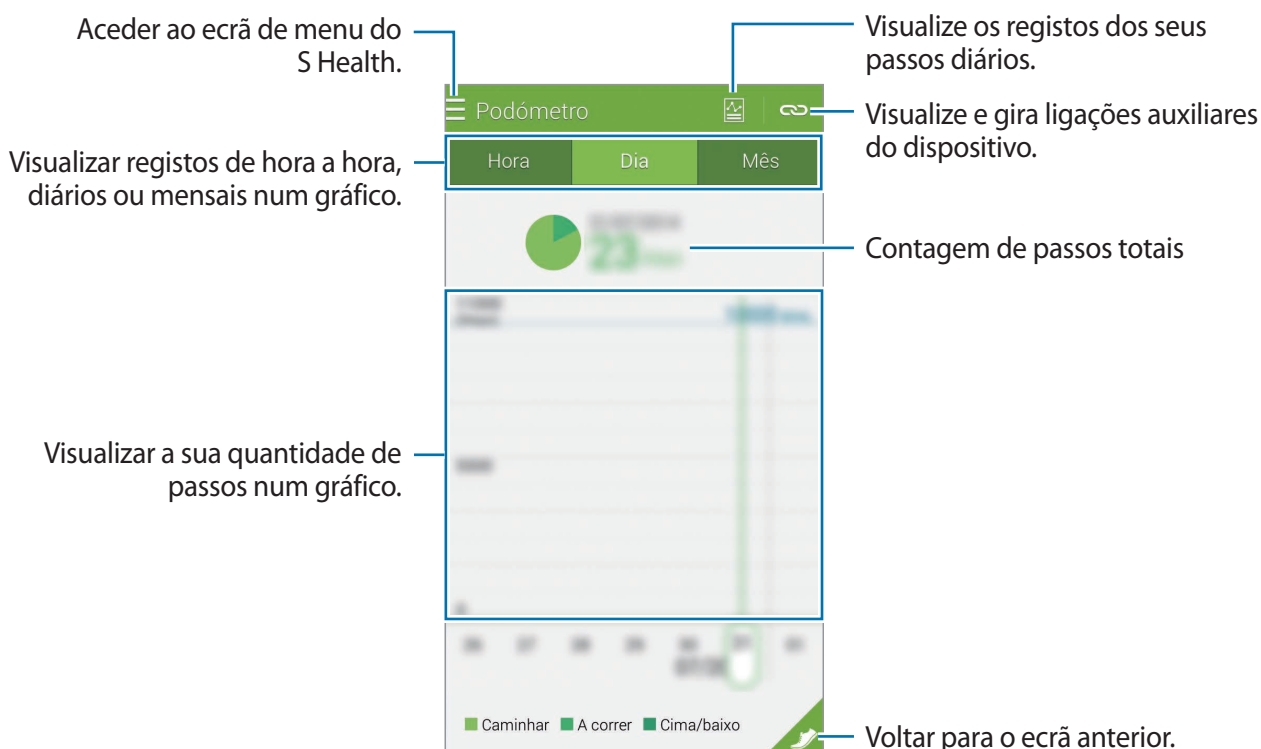 Aceder ao ecrã de menu do
S Health.
Visualize os registos dos seus
passos diários.
Podómetro
Visualize e gira ligações auxiliares
do dispositivo.
Visualizar registos de hora a hora,
diários ou mensais num gráfico.
Hora Dia Mês
23
Contagem de passos totais
Visualizar a sua quantidade de
passos num gráfico.
Caminhar A correr Cima/baixo
Voltar para o ecrã anterior.